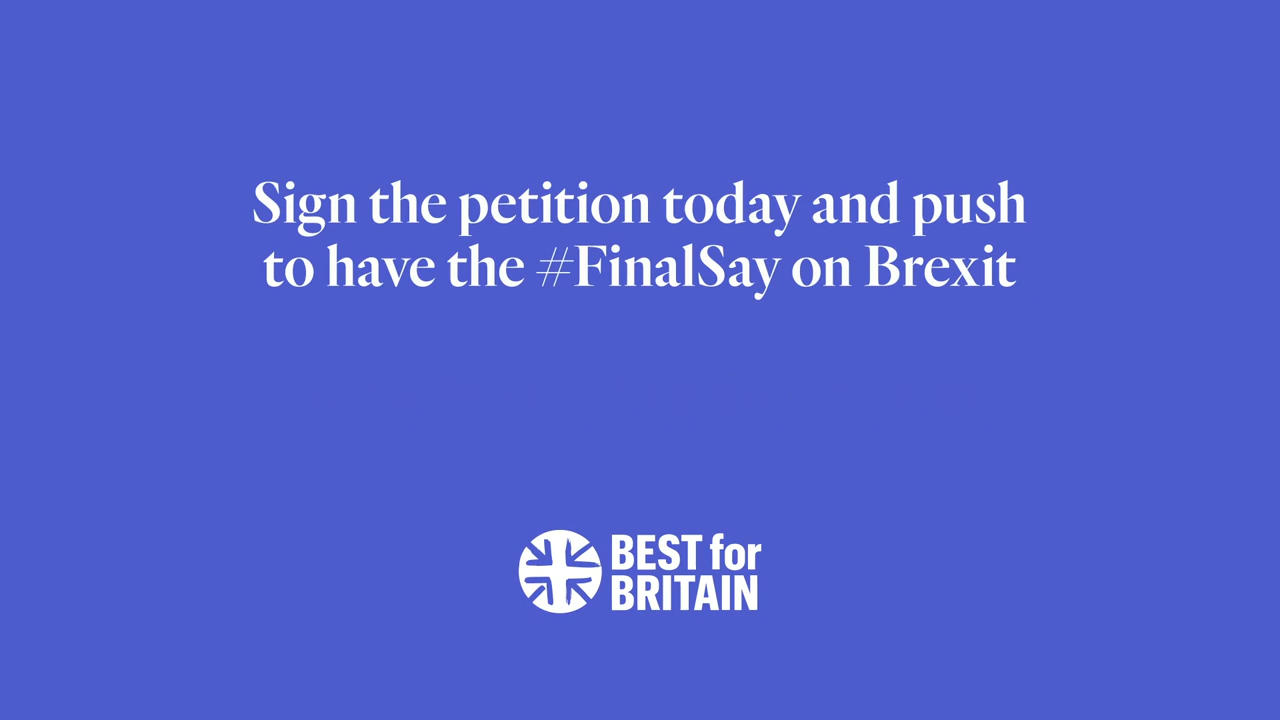 Sign the petition today and push
to have the #FinalSay on Brexit
BEST for
BRITAIN